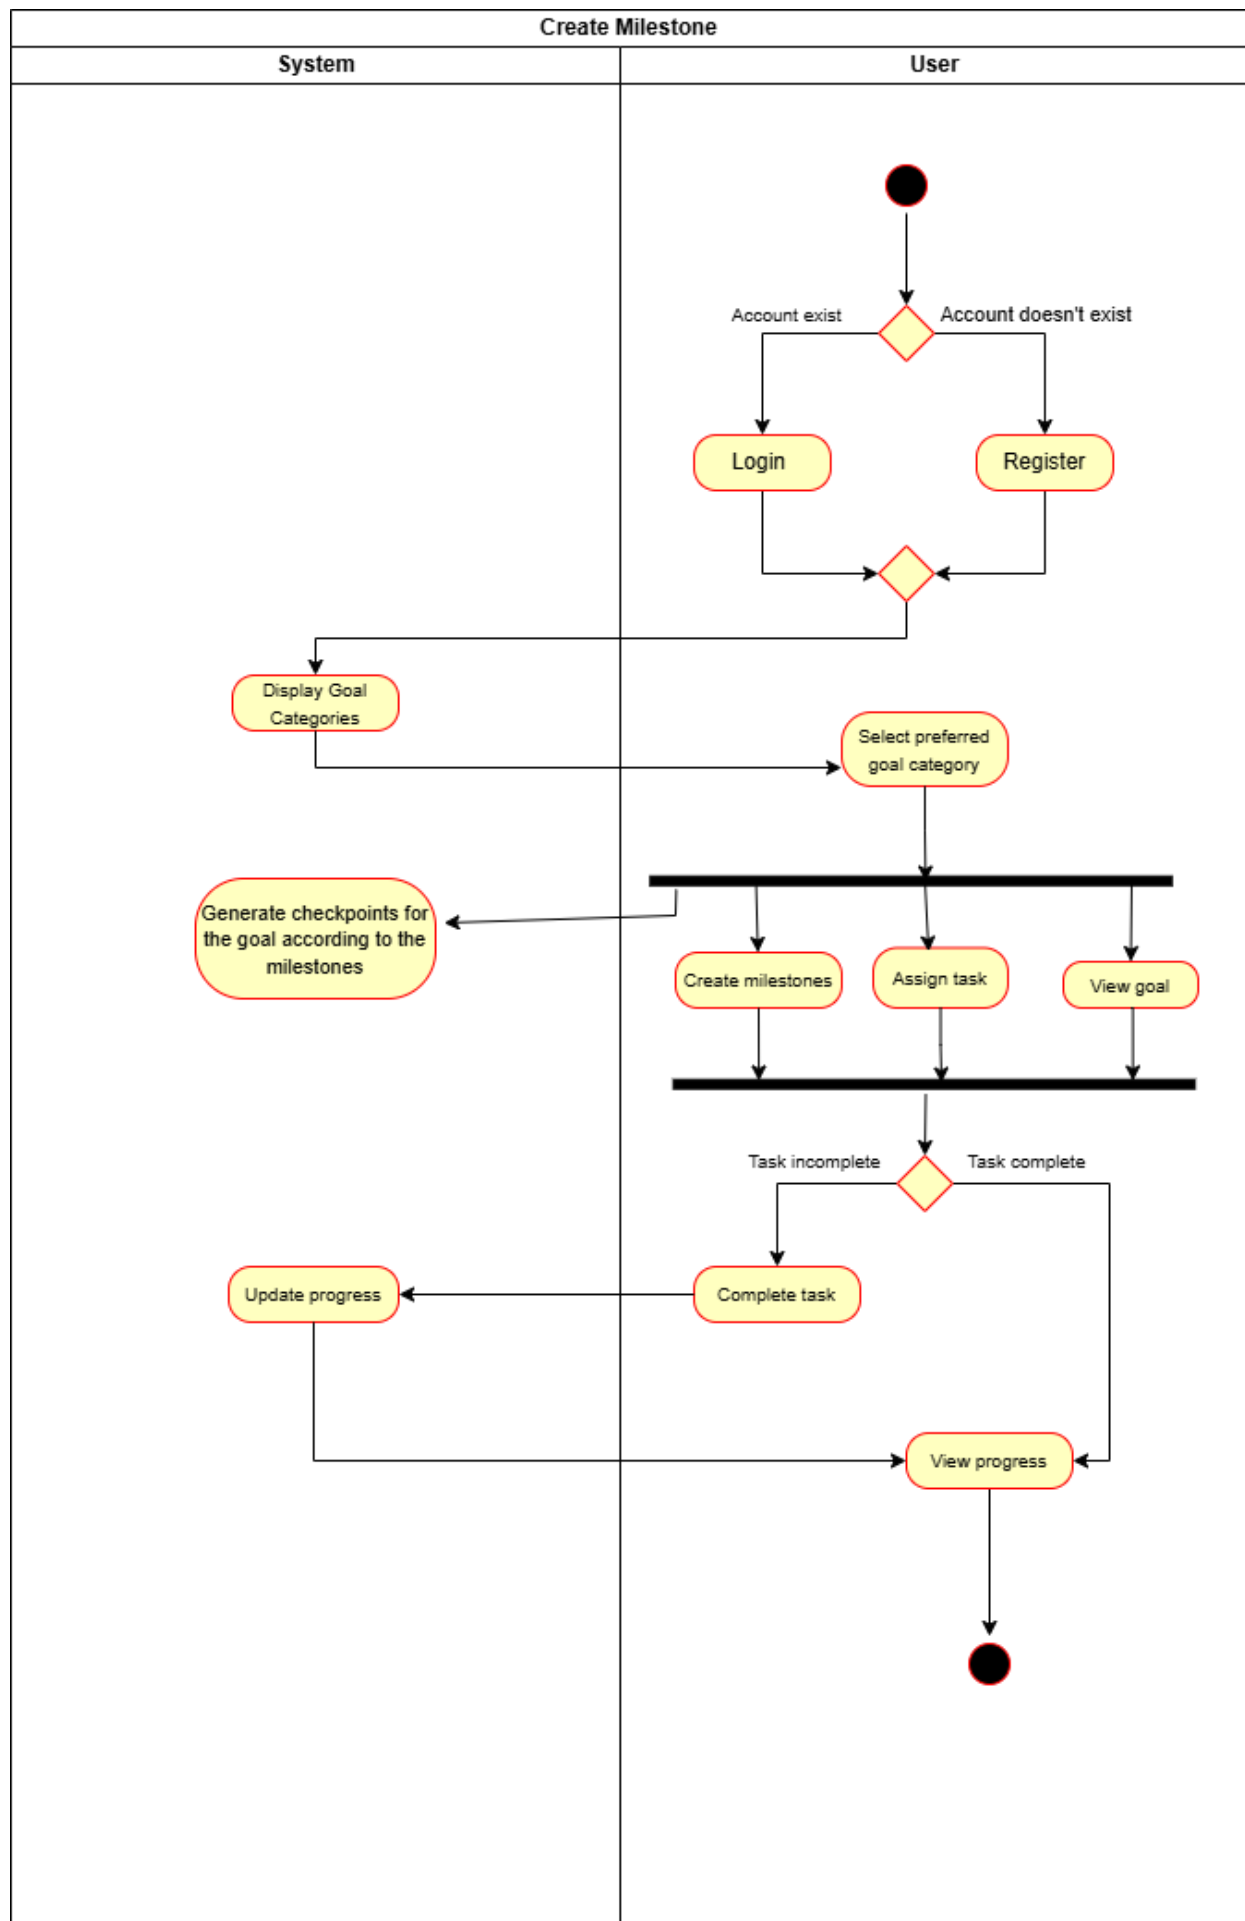 Create Milestone
System
User
Account exist
Account doesn't exist
Login
Register
Display Goal
Categories
Select preferred
goal category
Generate checkpoints for
the goal according to the
milestones
Create milestones
Assign task
View goal
Task incomplete
Task complete
Update progress
Complete task
View progress